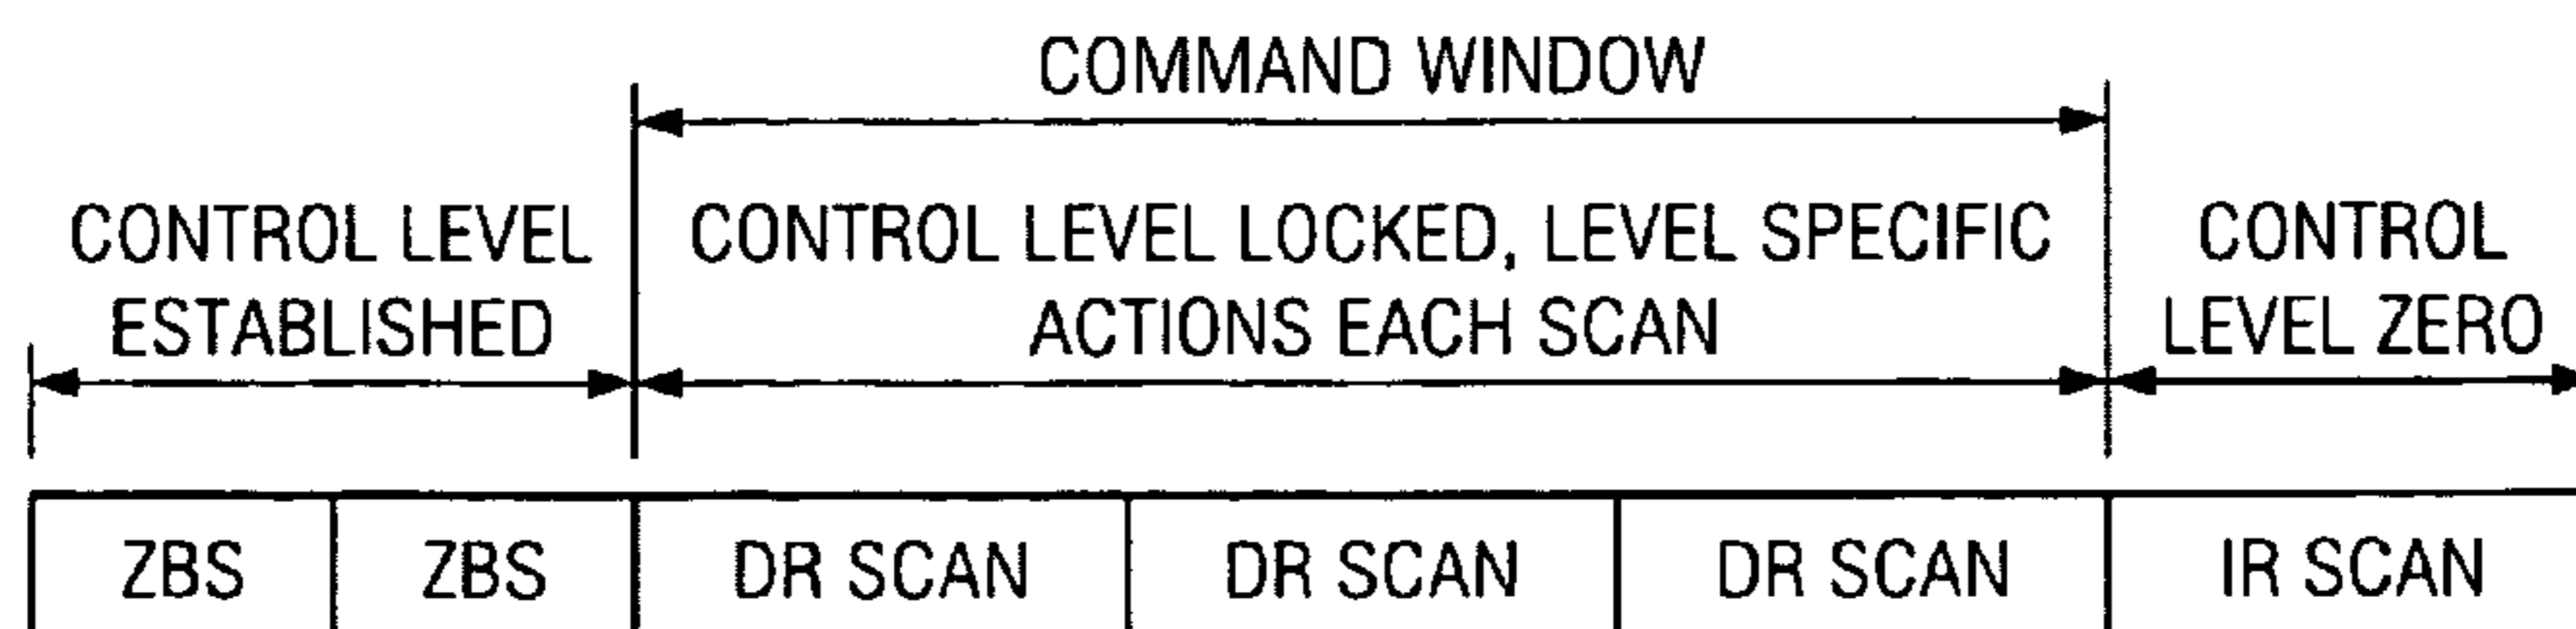 COMMAND WINDOW
CONTROL LEVEL
ESTABLISHED
CONTROL LEVEL LOCKED, LEVEL SPECIFIC
ACTIONS EACH SCAN
CONTROL
LEVEL ZERO
ZBS
ZBS
DR SCAN
DR SCAN
DR SCAN
IR SCAN